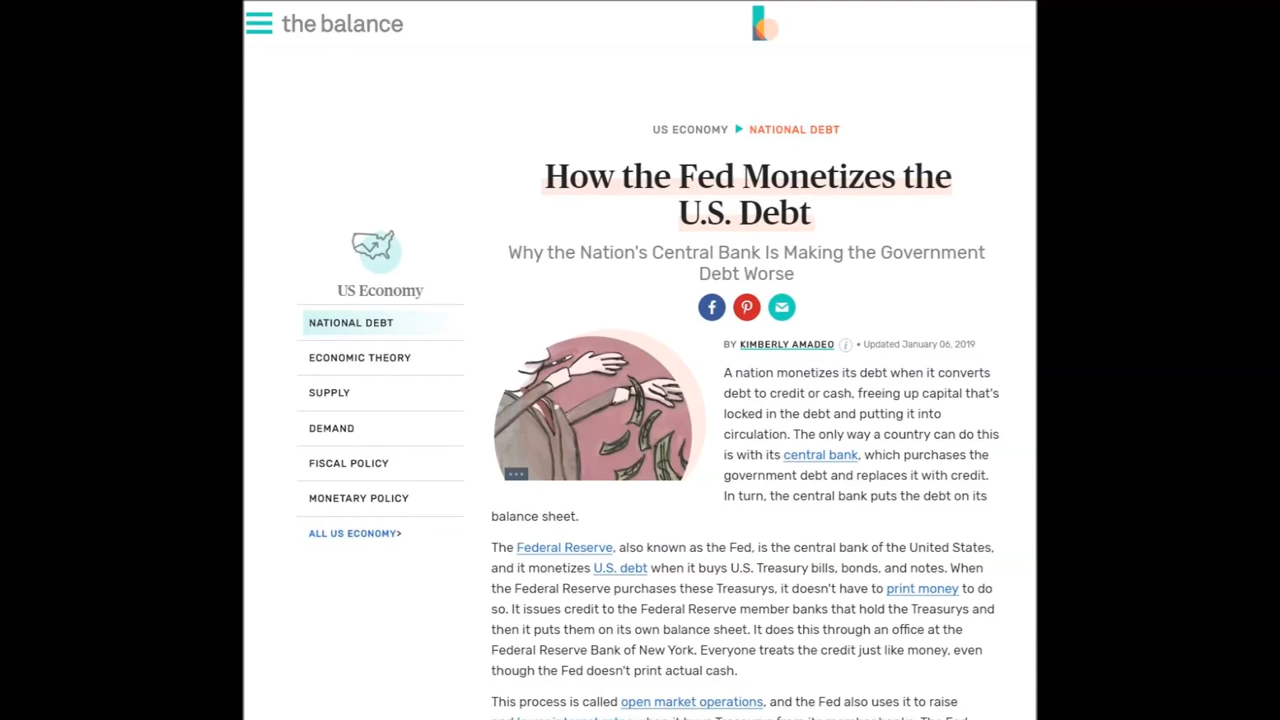 the balance
US ECONOMY NATIONAL DEBT
How the Fed Monetizes the
U.S. Debt
Why the Nation's Central Bank Is Making the Government
Debt Worse
US Economy
NATIONAL DEBT
ECONOMIC THEORY
SUPPLY
DEMAND
FISCAL POLICY
MONETARY POLICY
ALL US ECONOMY>
BY KIMBERLY AMADEO i • Updated January 06, 2019
A nation monetizes its debt when it converts
debt to credit or cash, freeing up capital that's
locked in the debt and putting it into
circulation. The only way a country can do this
is with its central bank, which purchases the
government debt and replaces it with credit.
In turn, the central bank puts the debt on its
balance sheet.
The Federal Reserve, also known as the Fed, is the central bank of the United States,
and it monetizes U.S. debt when it buys U.S. Treasury bills, bonds, and notes. When
the Federal Reserve purchases these Treasurys, it doesn't have to print money to do
so. It issues credit to the Federal Reserve member banks that hold the Treasurys and
then it puts them on its own balance sheet. It does this through an office at the
Federal Reserve Bank of New York. Everyone treats the credit just like money, even
though the Fed doesn't print actual cash.
This process is called open market operations, and the Fed also uses it to raise